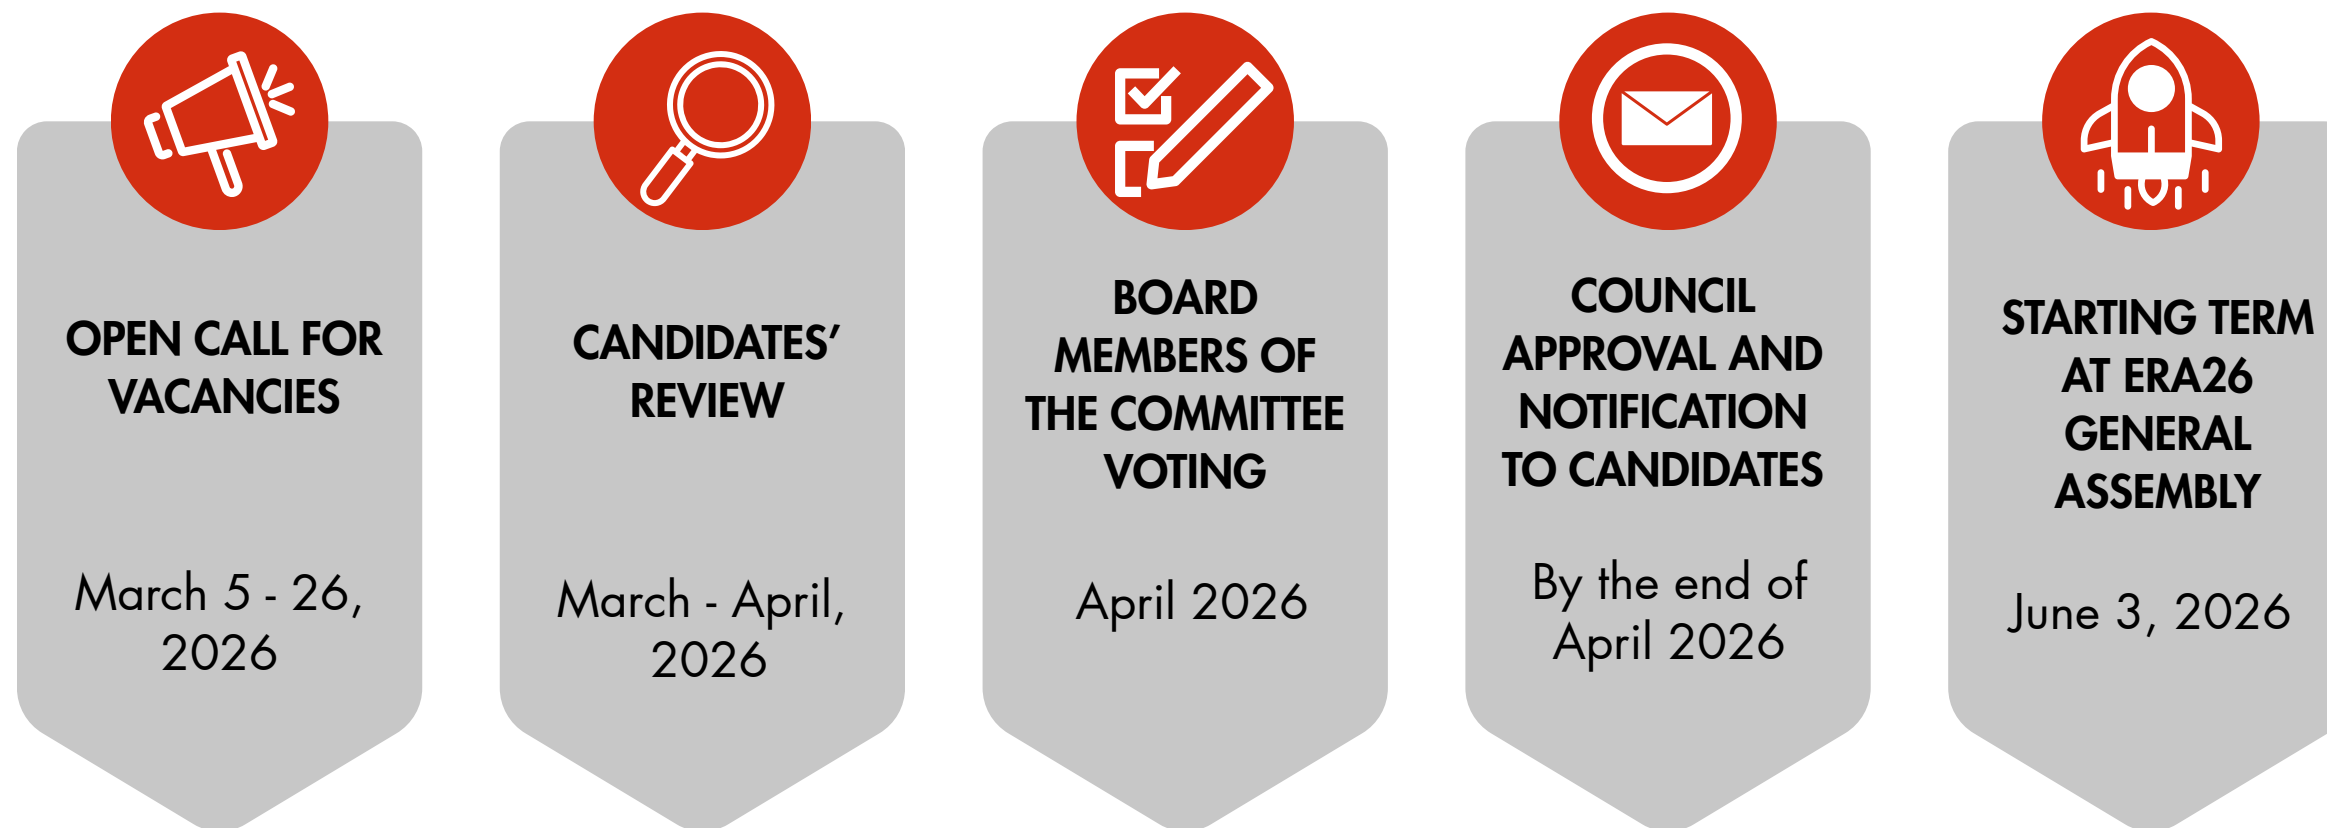 OPEN CALL FOR
VACANCIES
March 5 - 26,
2026
CANDIDATES’
REVIEW
March - April,
2026
BOARD
MEMBERS OF
THE COMMITTEE
VOTING
April 2026
COUNCIL
APPROVAL AND
NOTIFICATION
TO CANDIDATES
By the end of
April 2026
STARTING TERM
AT ERA26
GENERAL
ASSEMBLY
June 3, 2026